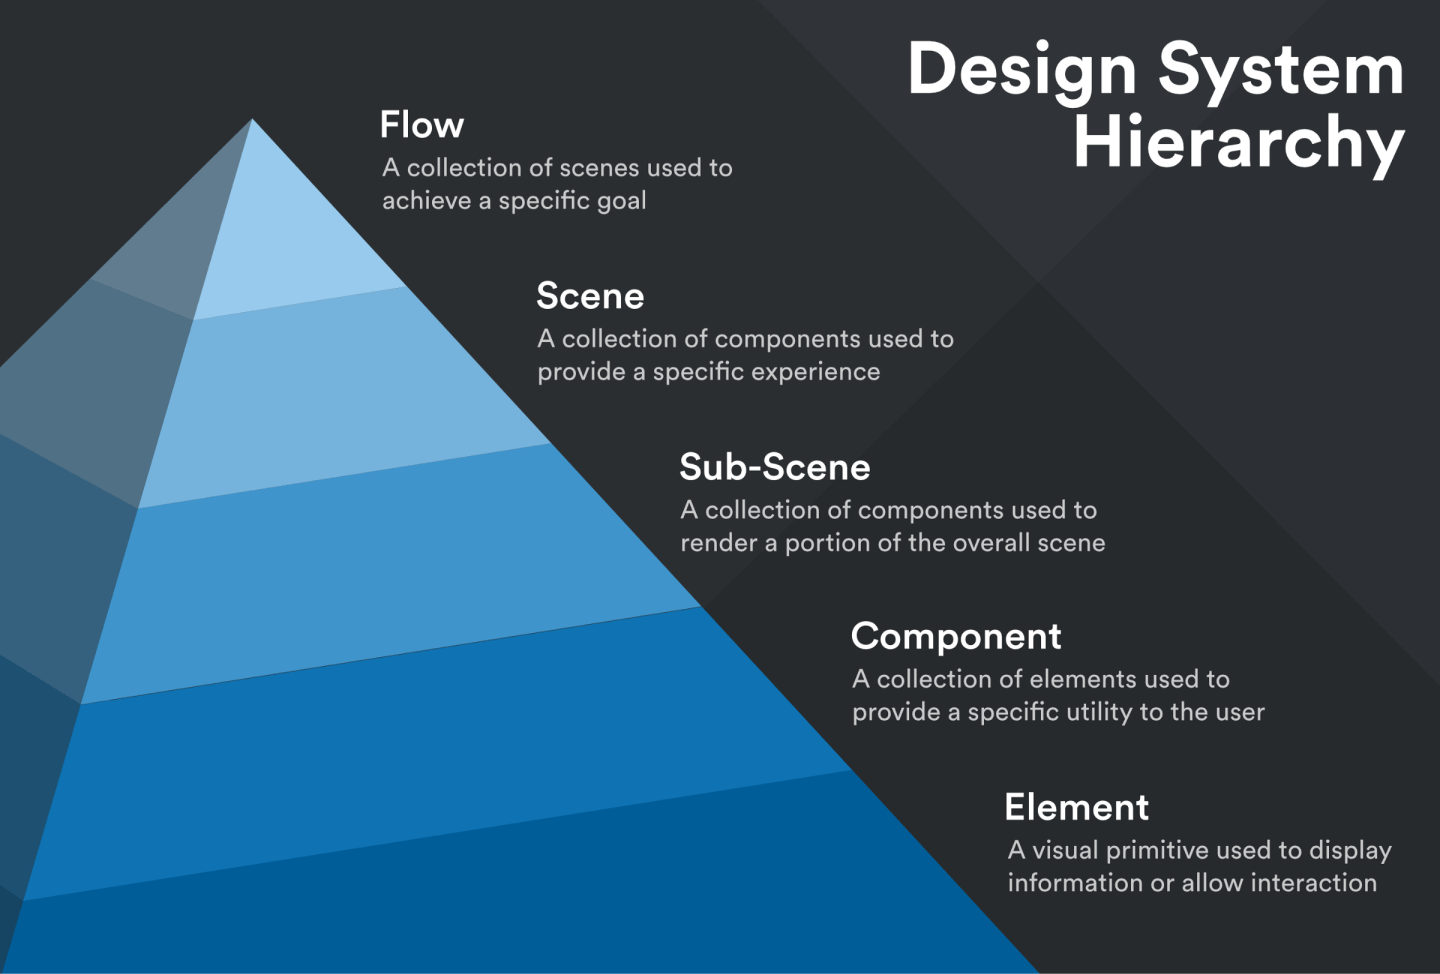 Design System
Hierarchy
Flow
A collection of scenes used to
achieve a specific goal
Scene
A collection of components used to
provide a specific experience
Sub-Scene
A collection of components used to
render a portion of the overall scene
Component
A collection of elements used to
provide a specific utility to the user
Element
A visual primitive used to display
information or allow interaction